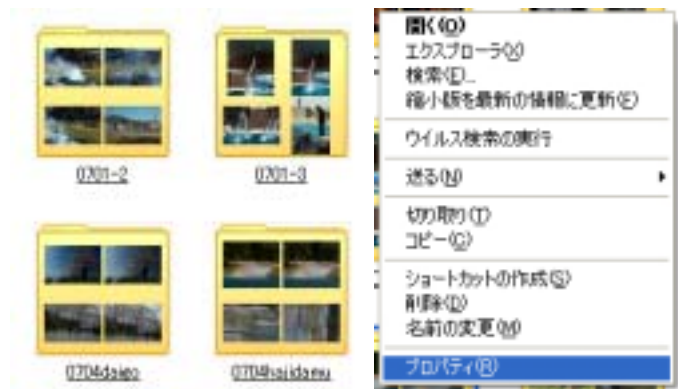 0701-2
0701-3
0704daigo
0704hajidamu
開く(O)
エクスプローラ(X)
検索(E)...
縮小版を最新の情報に更新(F)
ウイルス検索の実行
送る(N)
切り取り(T)
コピー(C)
ショートカットの作成(S)
削除(D)
名前の変更(M)
プロパティ(R)